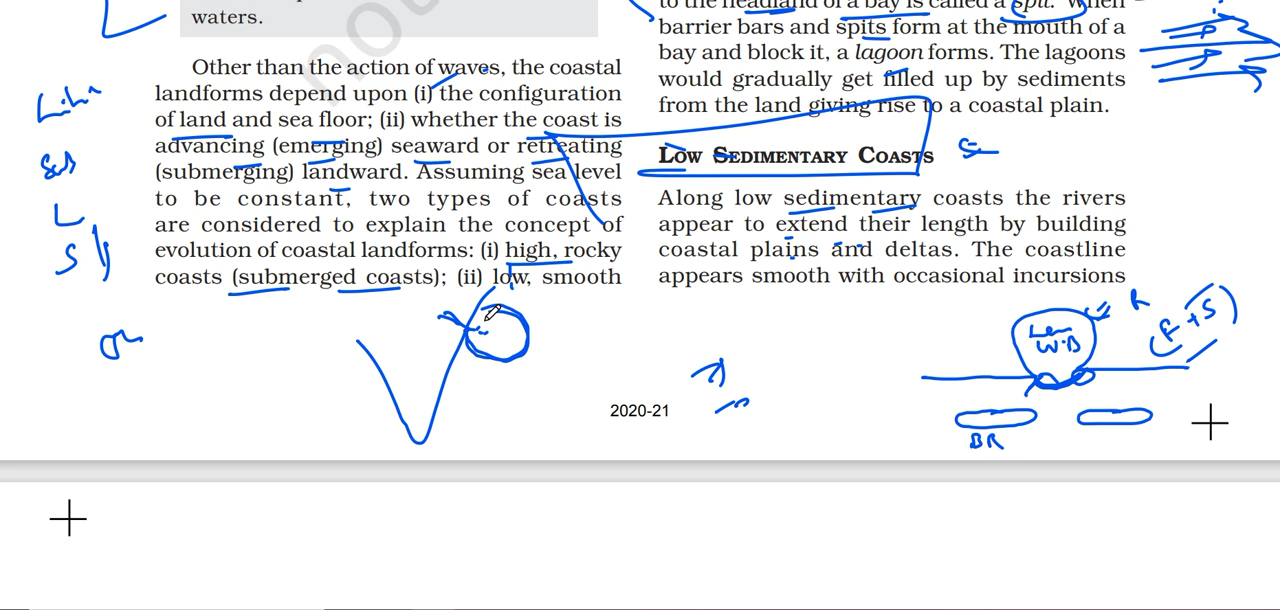 waters.
Other than the action of waves, the coastal
landforms depend upon (i) the configuration
of land and sea floor; (ii) whether the coast is
advancing (emerging) seaward or retreating
(submerging) landward. Assuming sea level
to be constant, two types of coasts
are considered to explain the concept of
evolution of coastal landforms: (i) high, rocky
coasts (submerged coasts); (ii) low, smooth
to the headland of a bay is called a spit. When
barrier bars and spits form at the mouth of a
bay and block it, a lagoon forms. The lagoons
would gradually get filled up by sediments
from the land giving rise to a coastal plain.
LOW SEDIMENTARY COASTS
Along low sedimentary coasts the rivers
appear to extend their length by building
coastal plains and deltas. The coastline
appears smooth with occasional incursions
W.D
BR
2020-21